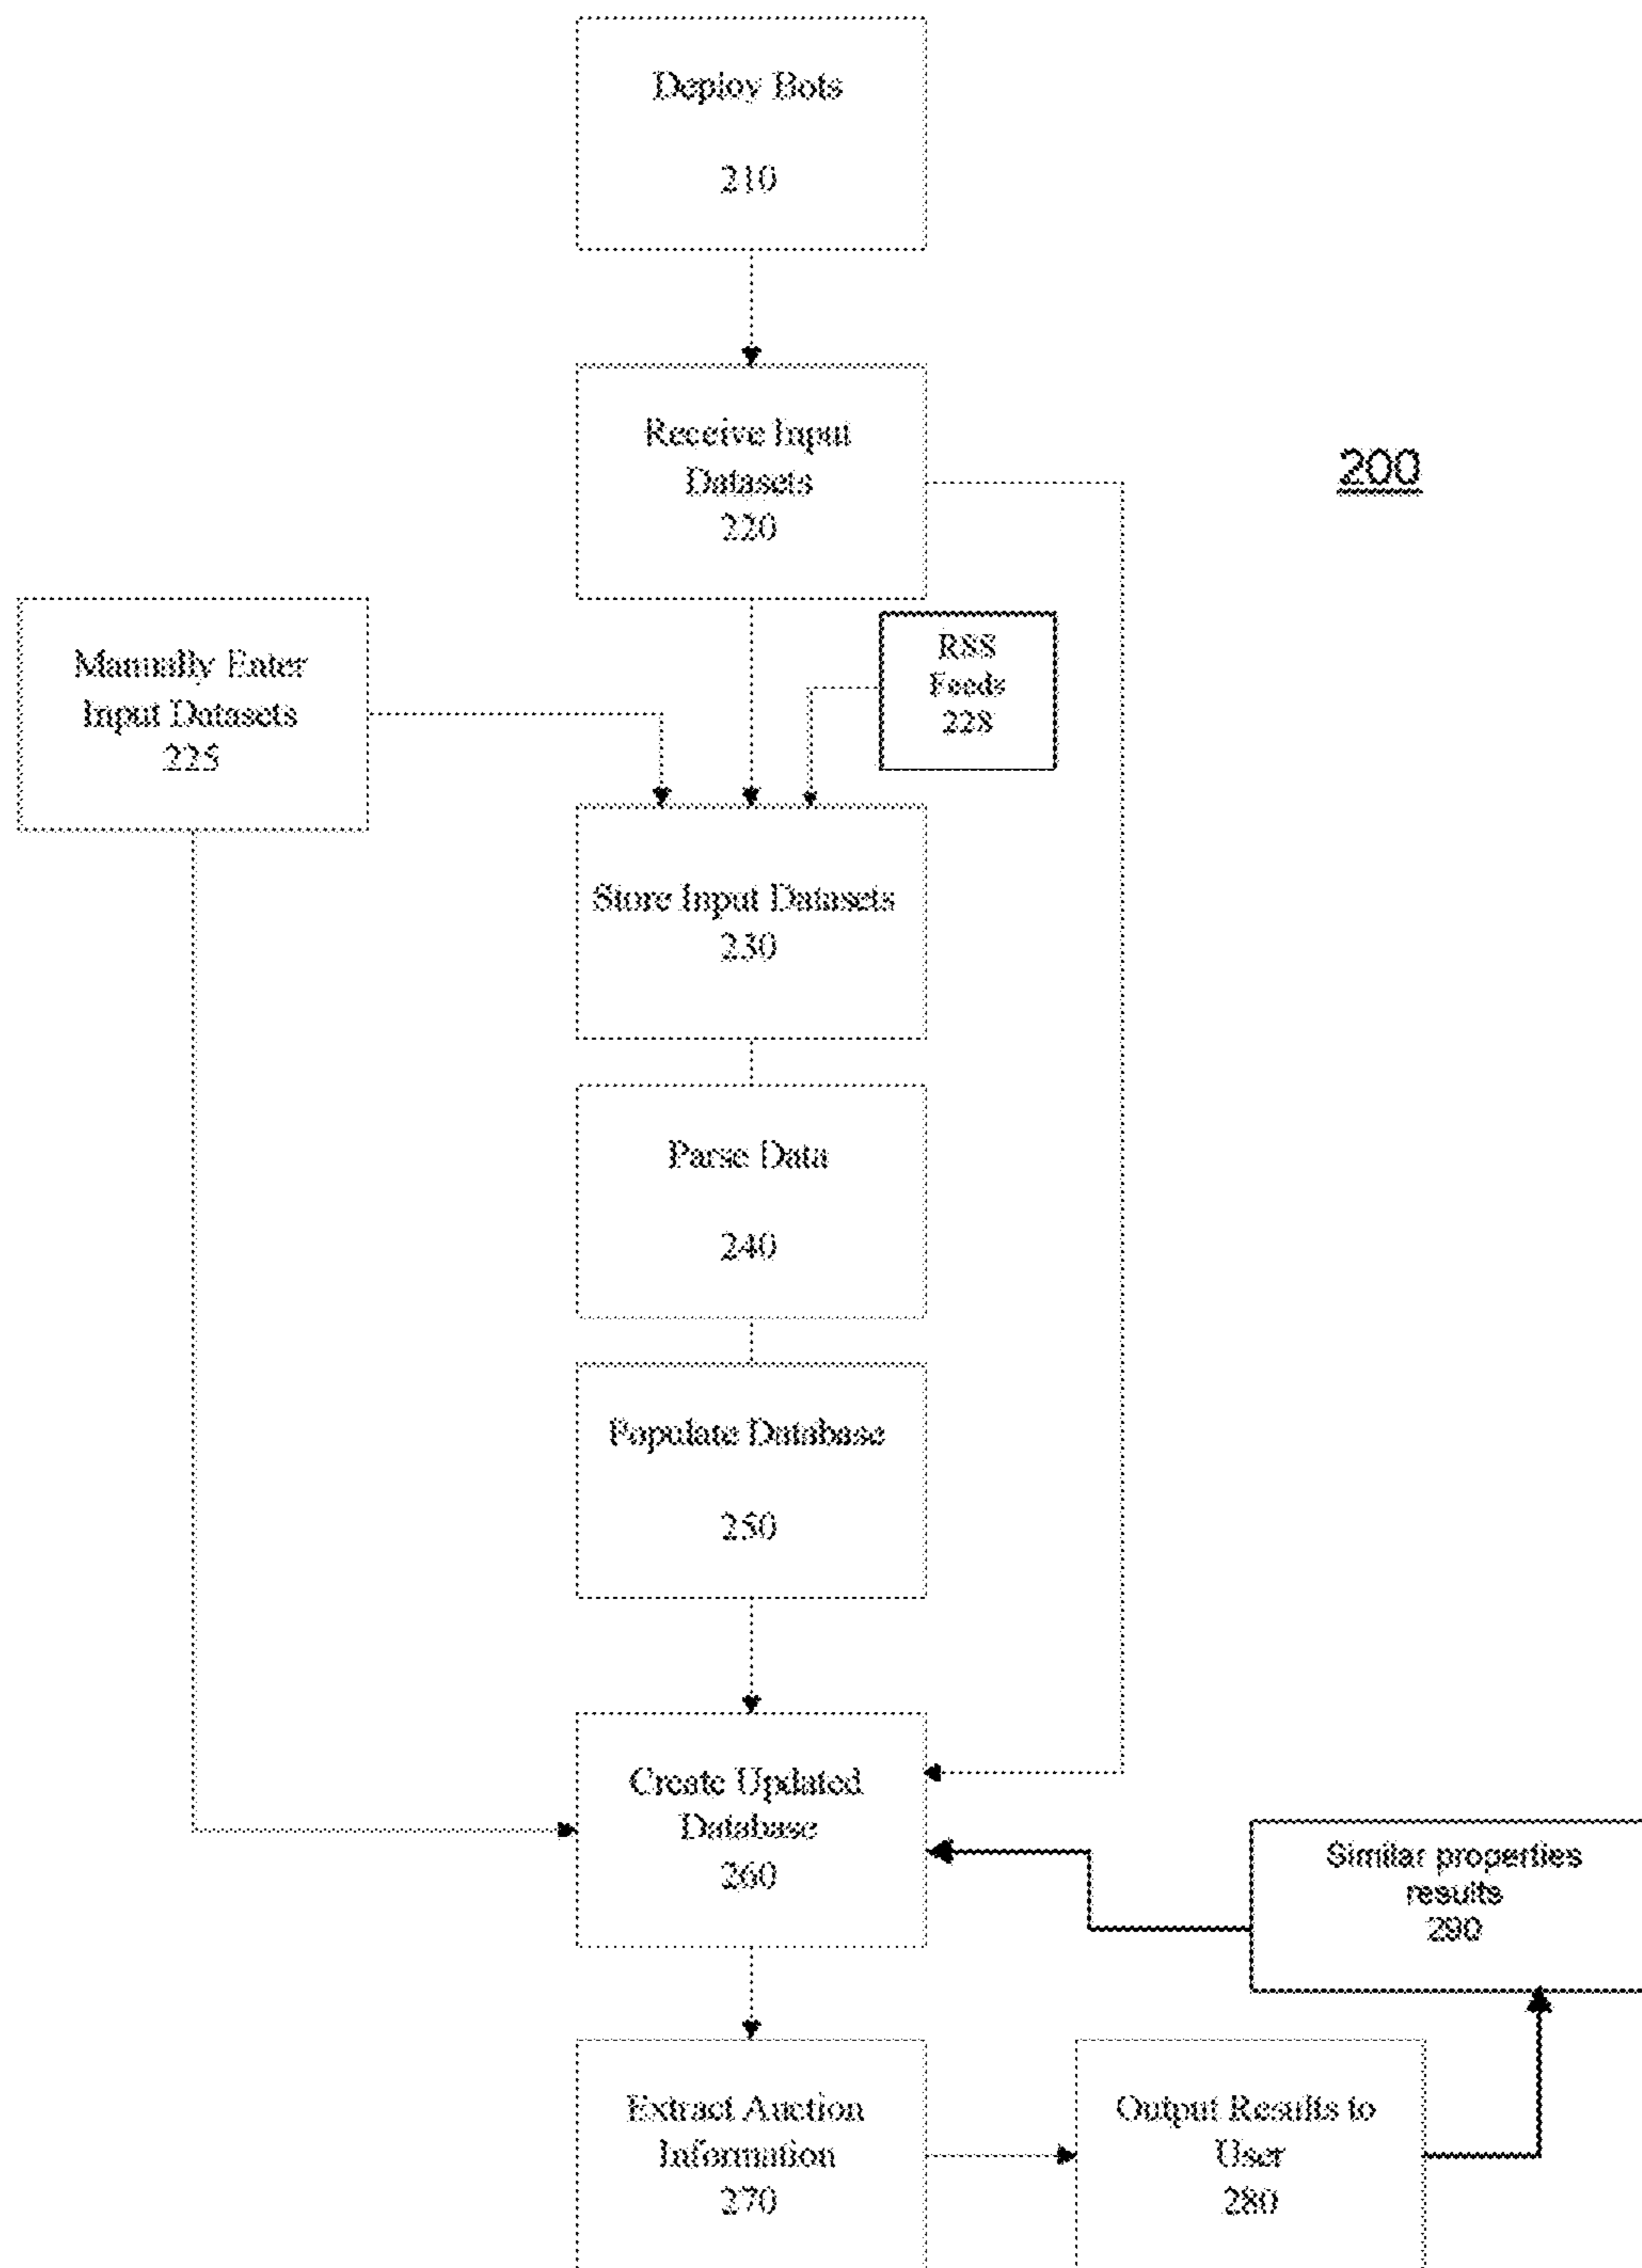 Deploy Bots
210
Receive Input
Datasets
220
200
Manually Enter
Input Datasets
225
RSS
Feeds
228
Store Input Datasets
230
Parse Data
240
Populate Database
250
Create Updated
Database
260
Similar properties
results
290
Extract Auction
Information
270
Output Results to
User
280